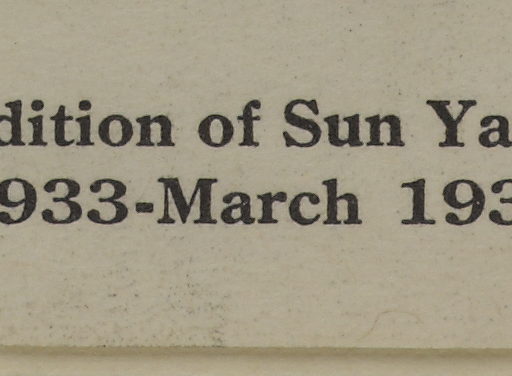 dition of Sun Ya
933-March 193